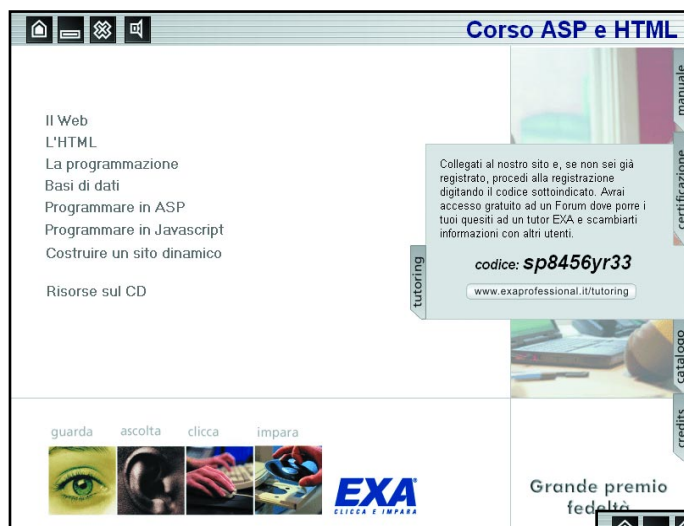 Corso ASP e HTML
manuale
certificazione
Il Web
L'HTML
La programmazione
Basi di dati
Programmare in ASP
Programmare in Javascript
Costruire un sito dinamico
Risorse sul CD
Collegati al nostro sito e, se non sei già
registrato, procedi alla registrazione
digitando il codice sottoindicato. Avrai
accesso gratuito ad un Forum dove porre i
tuoi quesiti ad un tutor EXA e scambiarti
informazioni con altri utenti.
codice: sp8456yr33
www.exaprofessional.it/tutoring
tutoring
catalogo
credits
guarda ascolta clicca impara
EXA
CLICCA E IMPARA
Grande premio
fedeltà